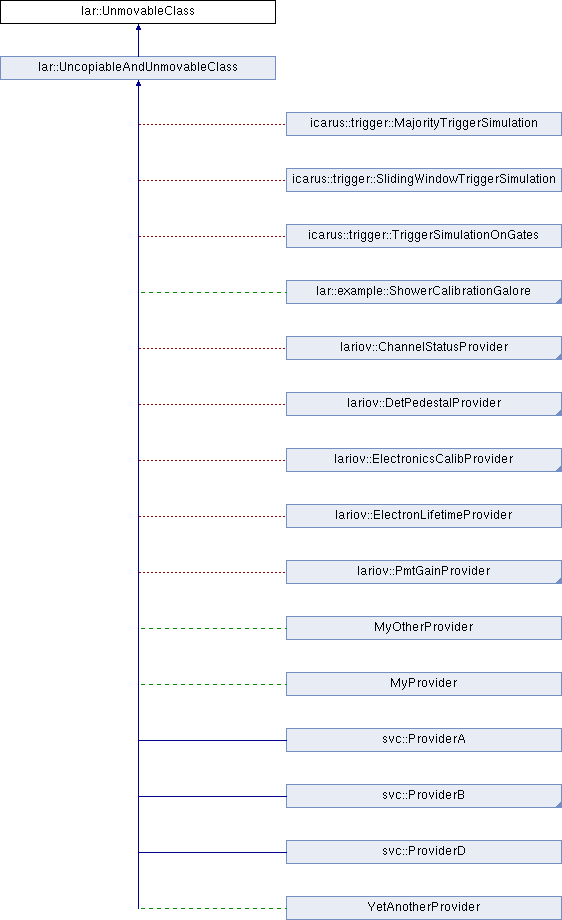 lar::UnmovableClass
lar::UncopiableAndUnmovableClass
icarus::trigger::MajorityTriggerSimulation
icarus::trigger::SlidingWindowTriggerSimulation
icarus::trigger::TriggerSimulationOnGates
lar::example::ShowerCalibrationGalore
lariov::ChannelStatusProvider
lariov::DetPedestalProvider
lariov::ElectronicsCalibProvider
lariov::ElectronLifetimeProvider
lariov::PmtGainProvider
MyOtherProvider
MyProvider
svc::ProviderA
svc::ProviderB
svc::ProviderD
YetAnotherProvider